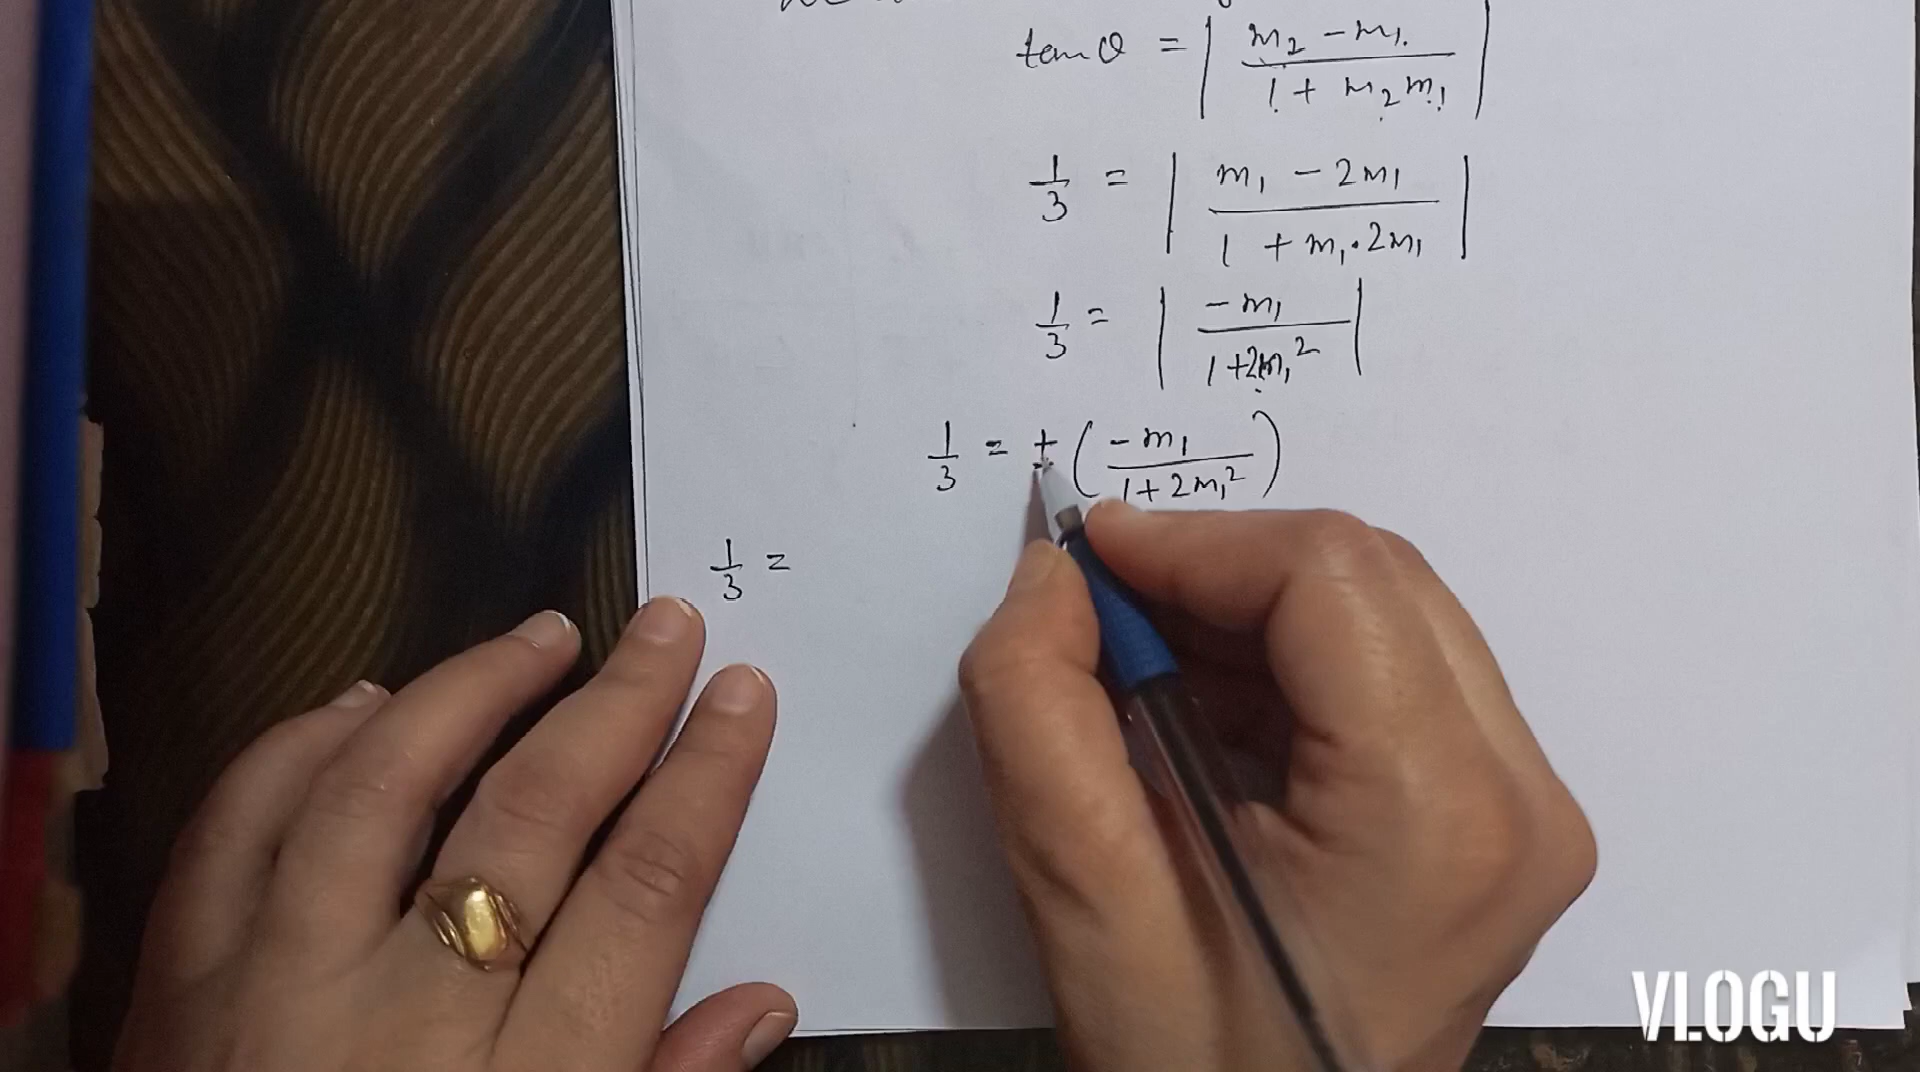 tanθ = | m₂ - m₁ / 1 + m₂m₁ |
1/3 = | m₁ - 2m₁ / 1 + m₁·2m₁ |
1/3 = | -m₁ / 1+2m₁² |
1/3 = ± ( -m₁ / 1+2m₁² )
1/3 =
VLOGU